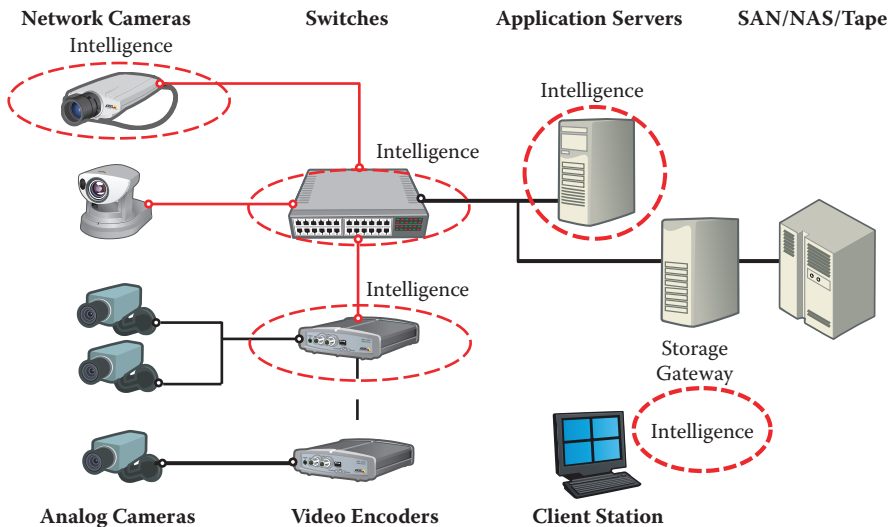 Network Cameras
Switches
Application Servers
SAN/NAS/Tape
Intelligence
Intelligence
Intelligence
Intelligence
Storage
Gateway
Intelligence
Analog Cameras
Video Encoders
Client Station